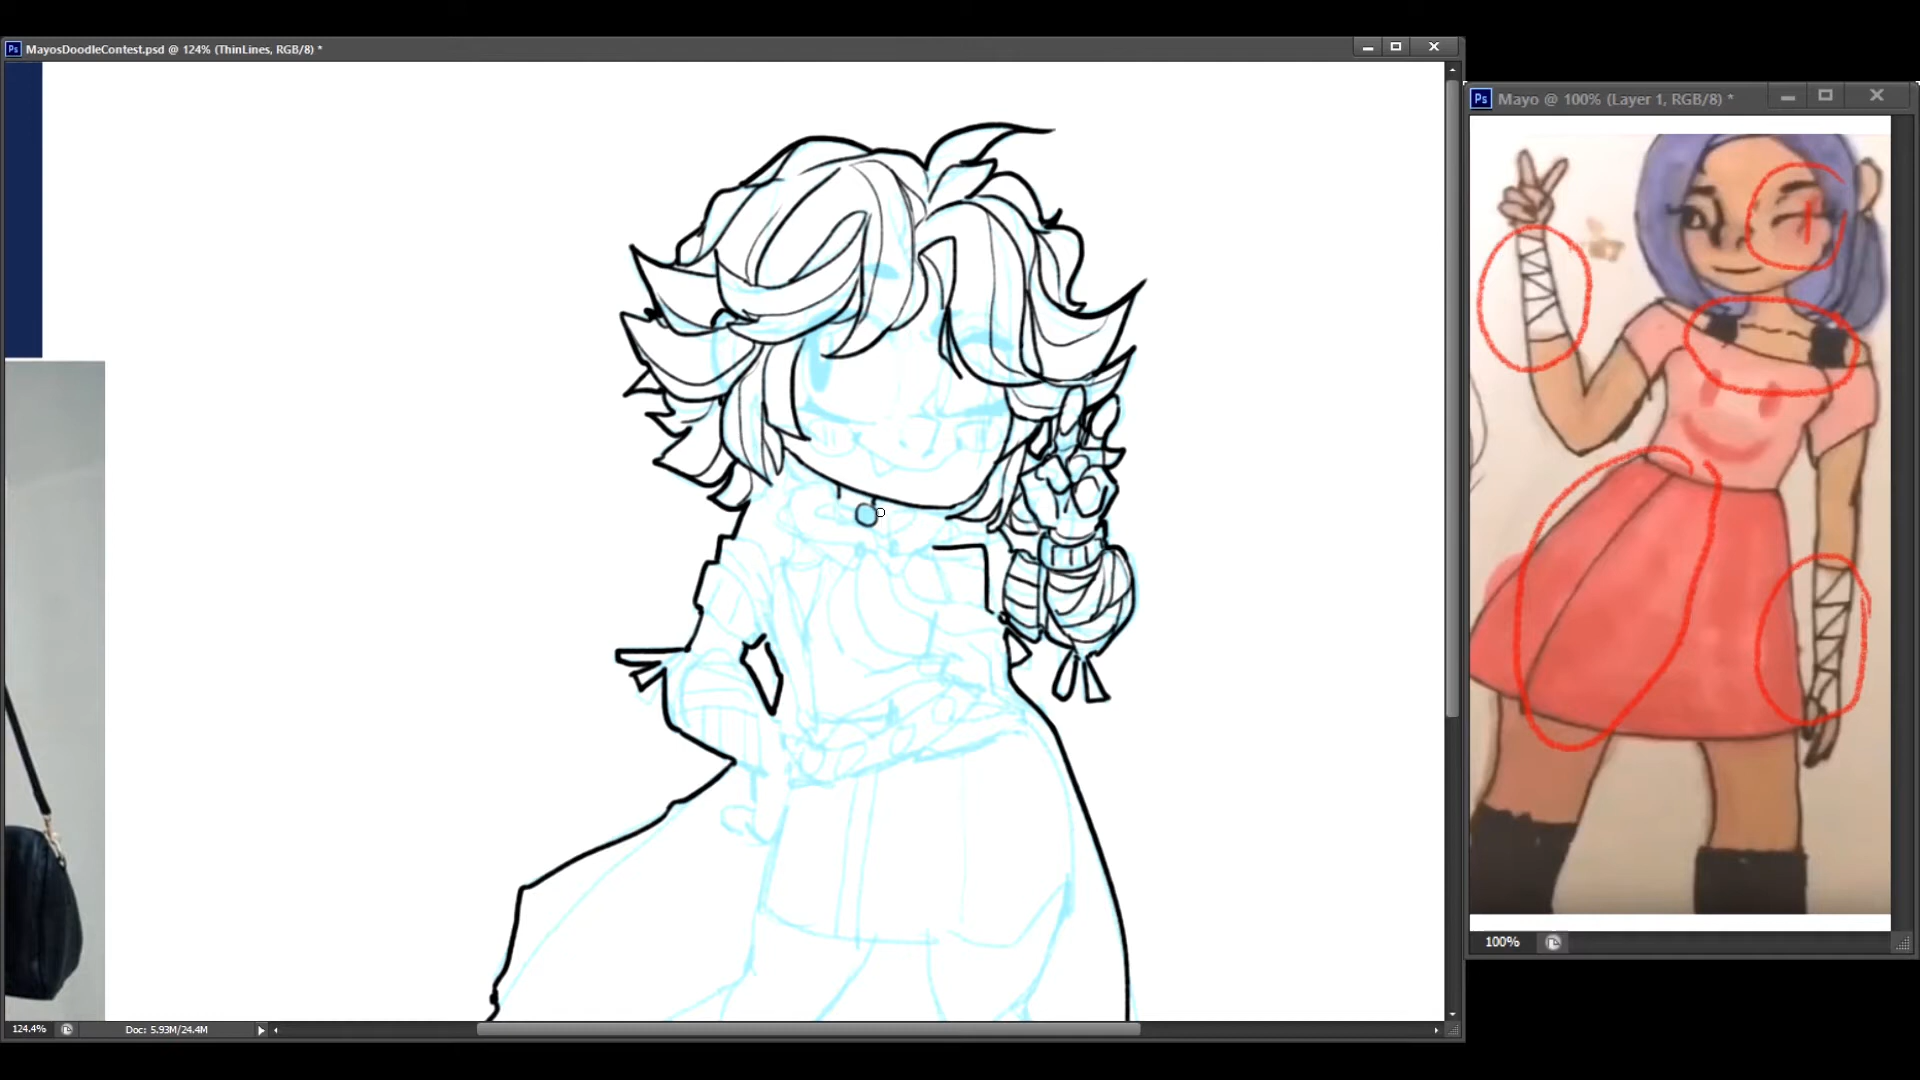 Ps MayosDoodleContest.psd @ 124% (ThinLines, RGB/8) *
Ps Mayo @ 100% (Layer 1, RGB/8) *
100%
124.4% Doc: 5.93M/24.4M